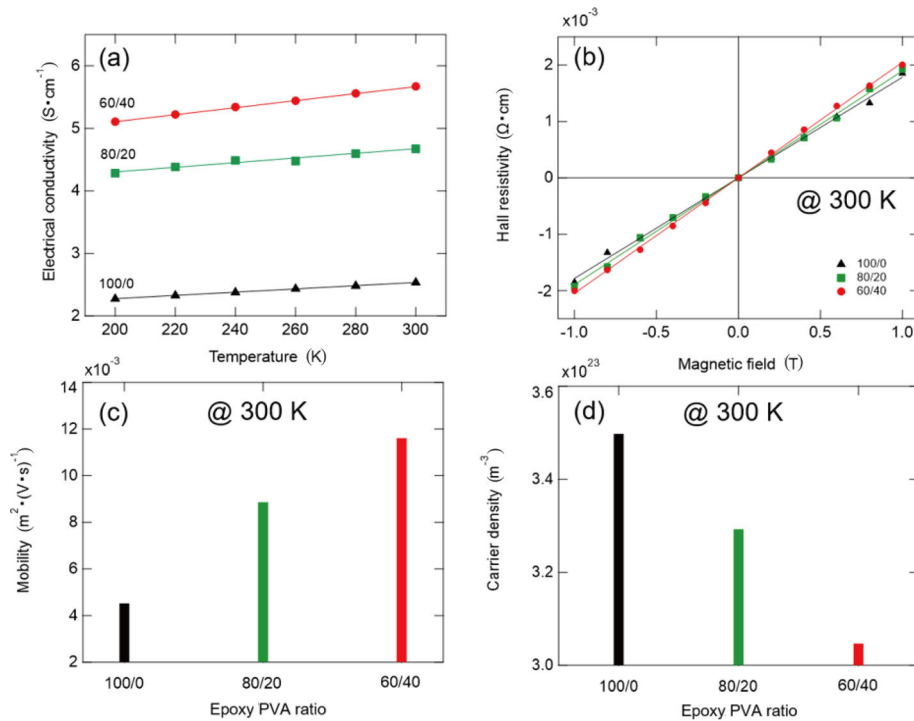 (a)
Electrical conductivity (S•cm⁻¹)
6
5
4
3
2
1
60/40
80/20
100/0
200 220 240 260 280 300
Temperature (K)
×10⁻³
(b)
Hall resistivity (Ω•cm)
2
1
0
-1
-2
@ 300 K
100/0
80/20
60/40
-1.0 -0.5 0.0 0.5 1.0
Magnetic field (T)
×10⁻³
(c)
@ 300 K
Mobility (m²•(V•s)⁻¹)
14
12
10
8
6
4
2
100/0 80/20 60/40
Epoxy PVA ratio
×10²³
(d)
@ 300 K
Carrier density (m⁻³)
3.6
3.4
3.2
3.0
100/0 80/20 60/40
Epoxy PVA ratio